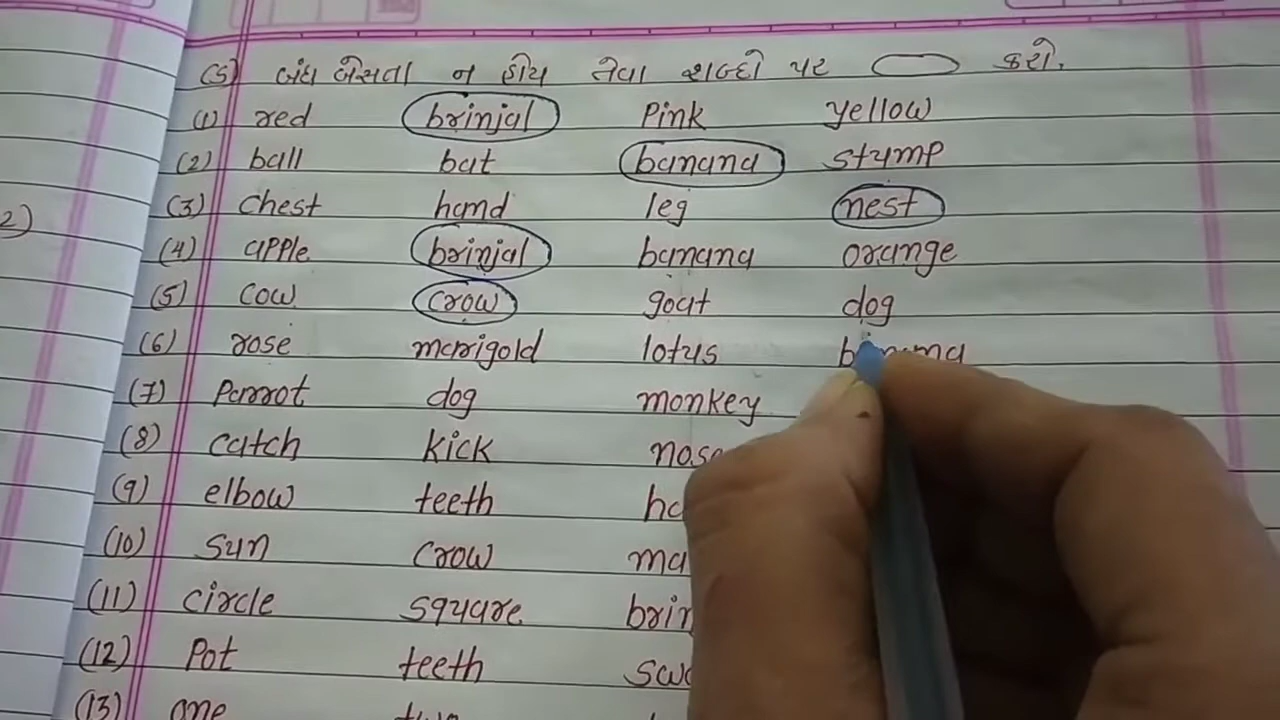 (5) બંધ બેસતા ન હોય તેવા શબ્દો પર કરો.
(1) red brinjal Pink yellow
(2) ball bat banana stump
2) (3) chest hand leg nest
(4) apple brinjal banana orange
(5) cow crow goat dog
(6) rose marigold lotus
(7) Parrot dog monkey
(8) catch kick
(9) elbow teeth
(10) sun crow
(11) circle square
(12) Pot teeth
(13) one